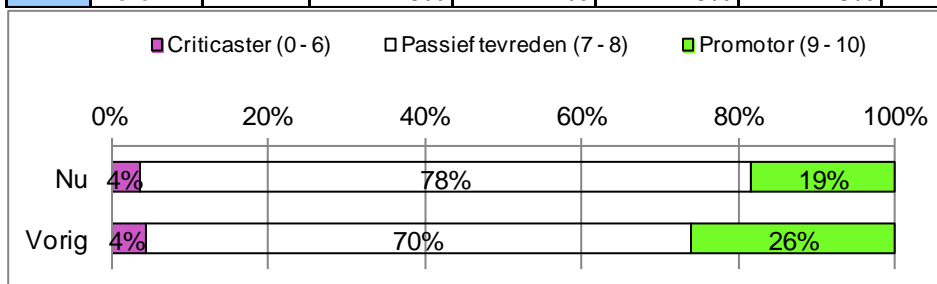 Criticaster (0 - 6) Passief tevreden (7 - 8) Promotor (9 - 10)
0% 20% 40% 60% 80% 100%
Nu 4% 78% 19%
Vorig 4% 70% 26%